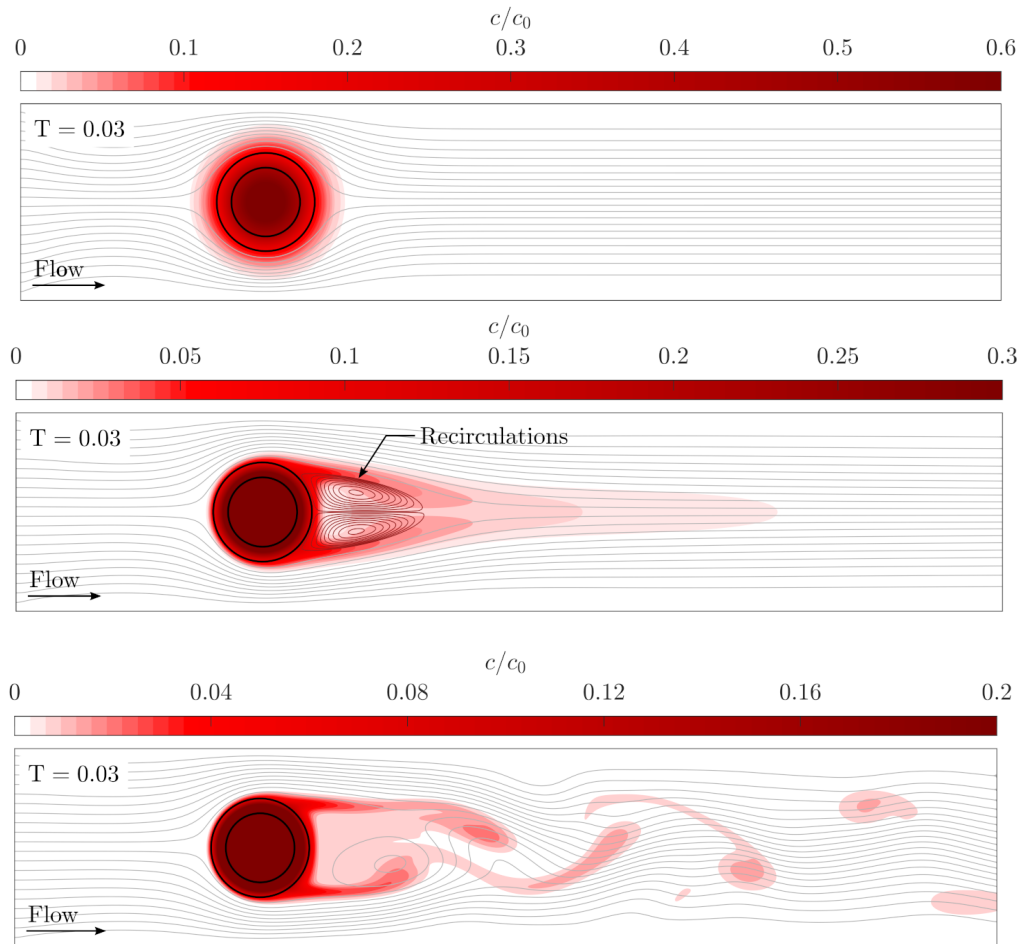 c/c₀
0 0.1 0.2 0.3 0.4 0.5 0.6
T = 0.03
Flow
c/c₀
0 0.05 0.1 0.15 0.2 0.25 0.3
T = 0.03
Recirculations
Flow
c/c₀
0 0.04 0.08 0.12 0.16 0.2
T = 0.03
Flow